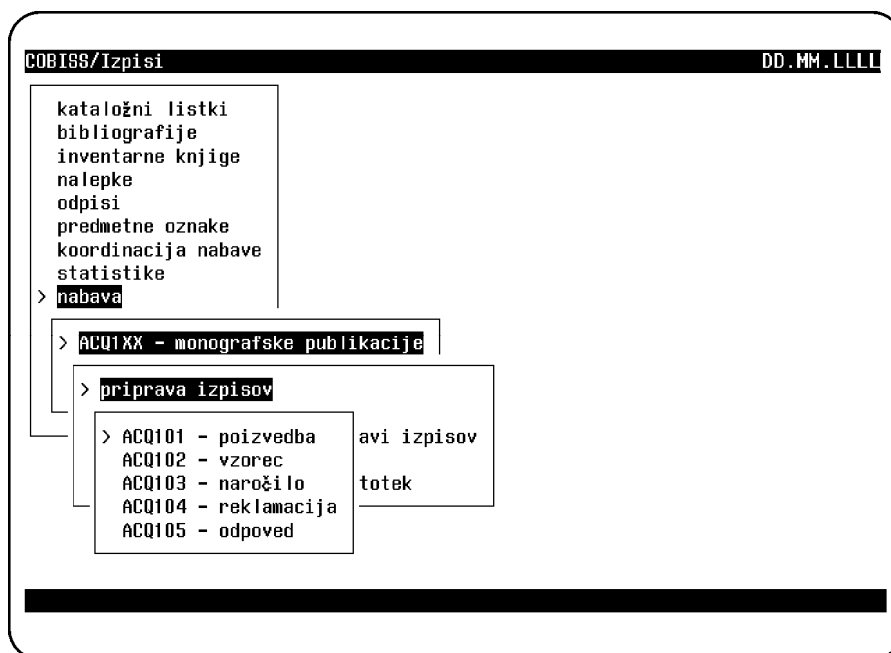 COBISS/Izpisi DD.MM.LLLL
kataložni listki
bibliografije
inventarne knjige
nalepke
odpisi
predmetne oznake
koordinacija nabave
statistike
> nabava
> ACQ1XX - monografske publikacije
> priprava izpisov
> ACQ101 - poizvedba avi izpisov
ACQ102 - vzorec
ACQ103 - naročilo totek
ACQ104 - reklamacija
ACQ105 - odpoved